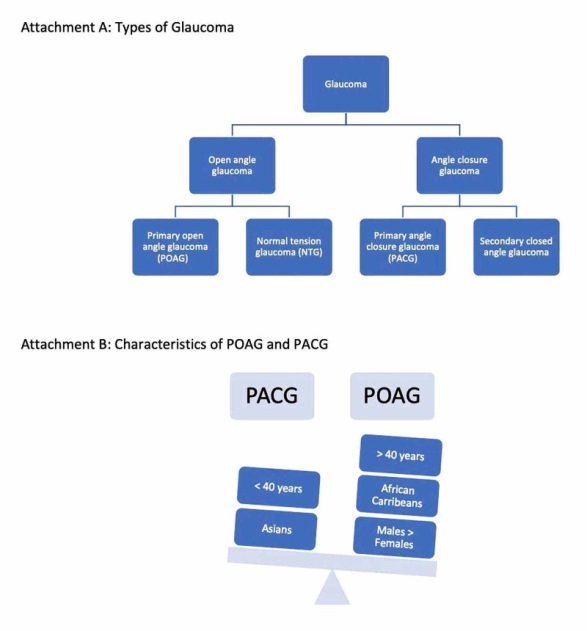 Attachment A: Types of Glaucoma
Glaucoma
Open angle
glaucoma
Angle closure
glaucoma
Primary open
angle glaucoma
(POAG)
Normal tension
glaucoma (NTG)
Primary angle
closure glaucoma
(PACG)
Secondary closed
angle glaucoma
Attachment B: Characteristics of POAG and PACG
PACG
POAG
< 40 years
Asians
> 40 years
African
Carribeans
Males >
Females